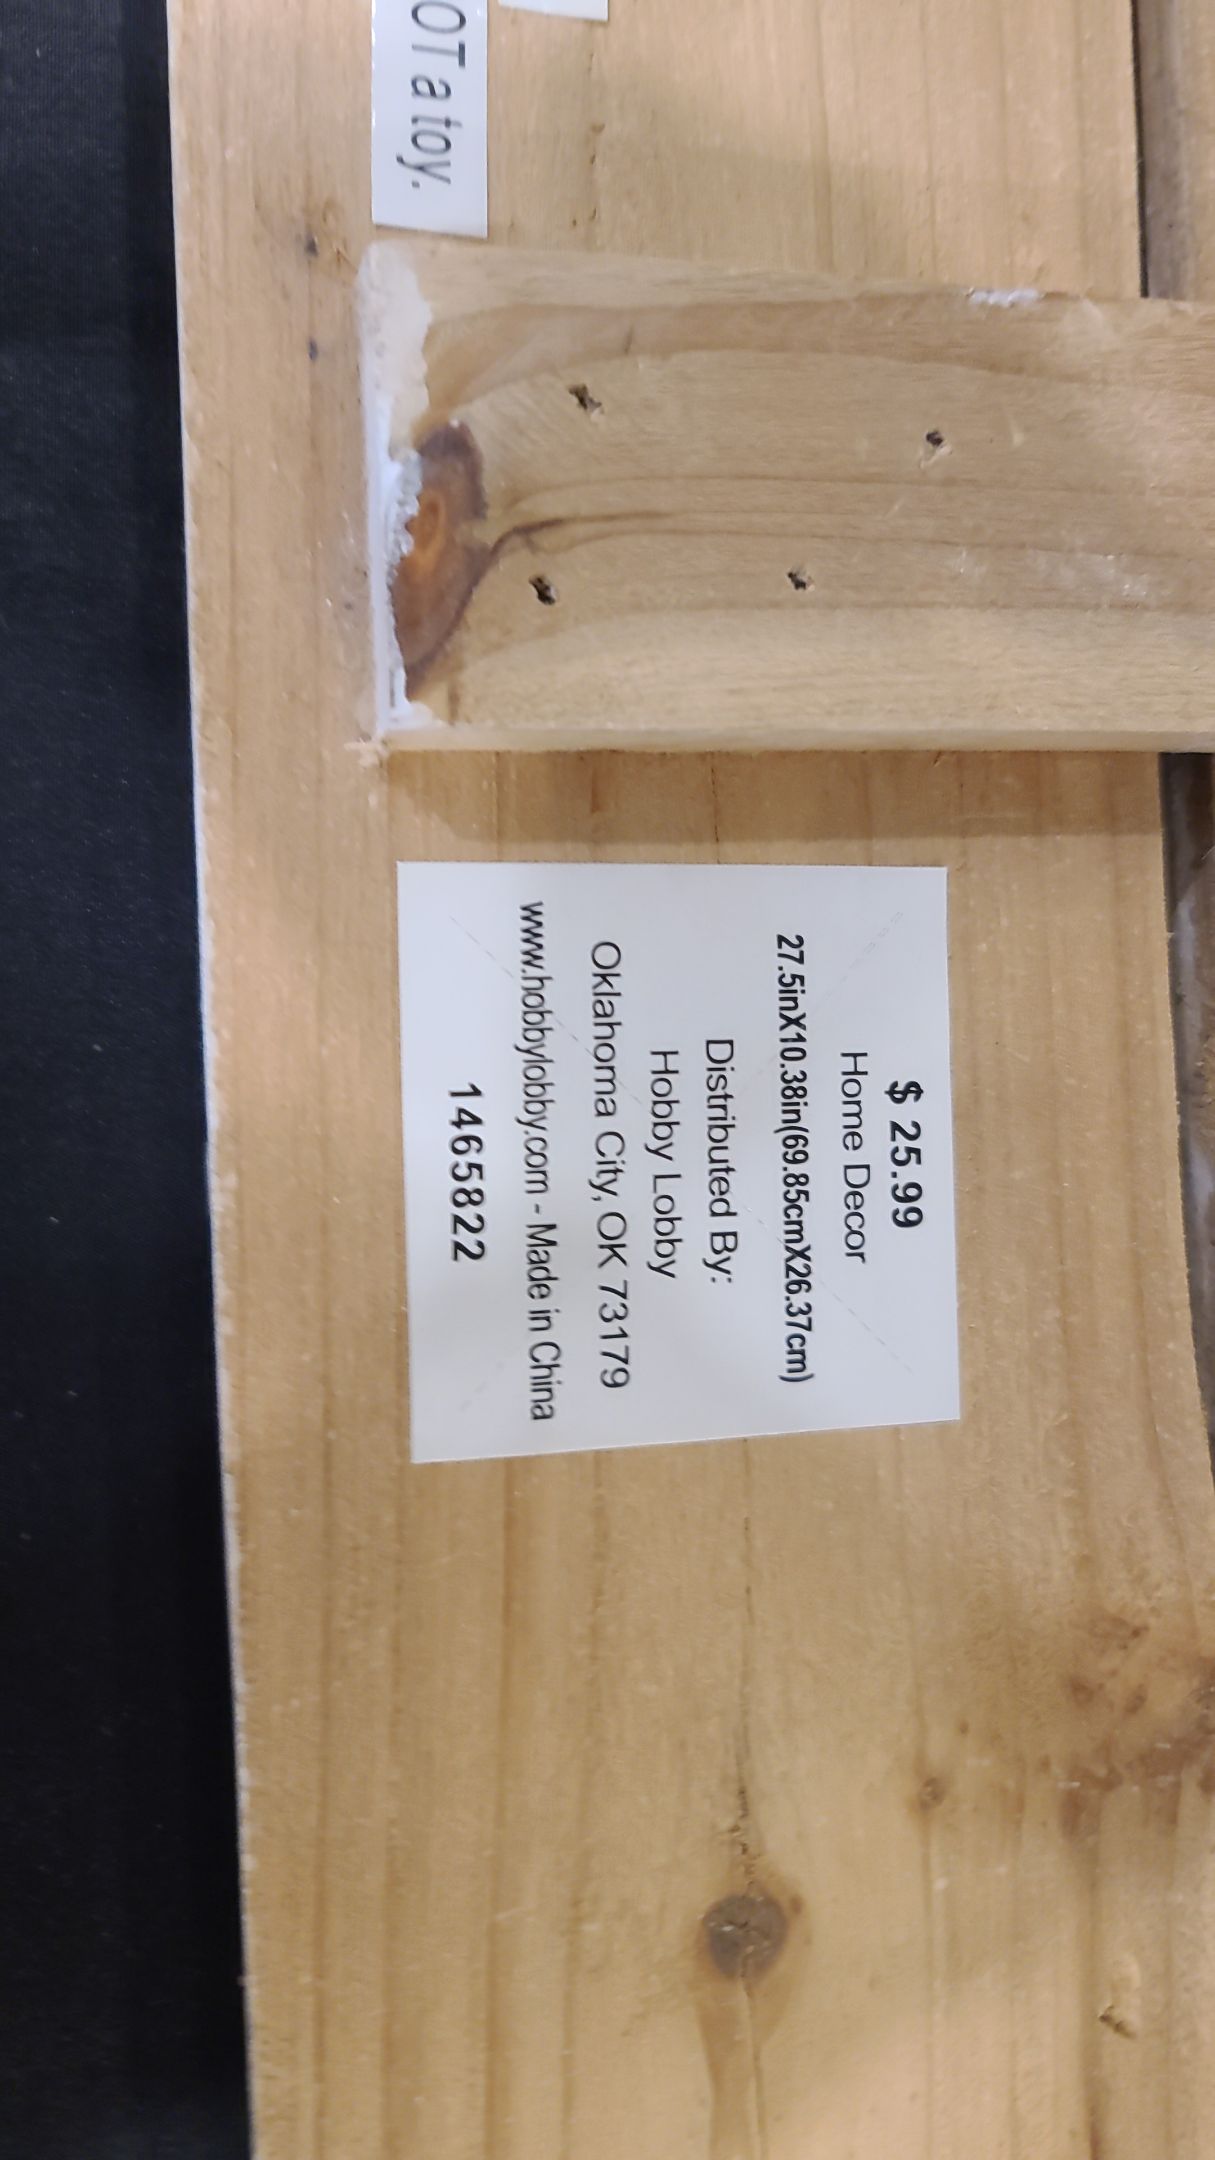 OT a toy.
$ 25.99
Home Decor
27.5inX10.38in(69.85cmX26.37cm)
Distributed By:
Hobby Lobby
Oklahoma City, OK 73179
www.hobbylobby.com - Made in China
1465822